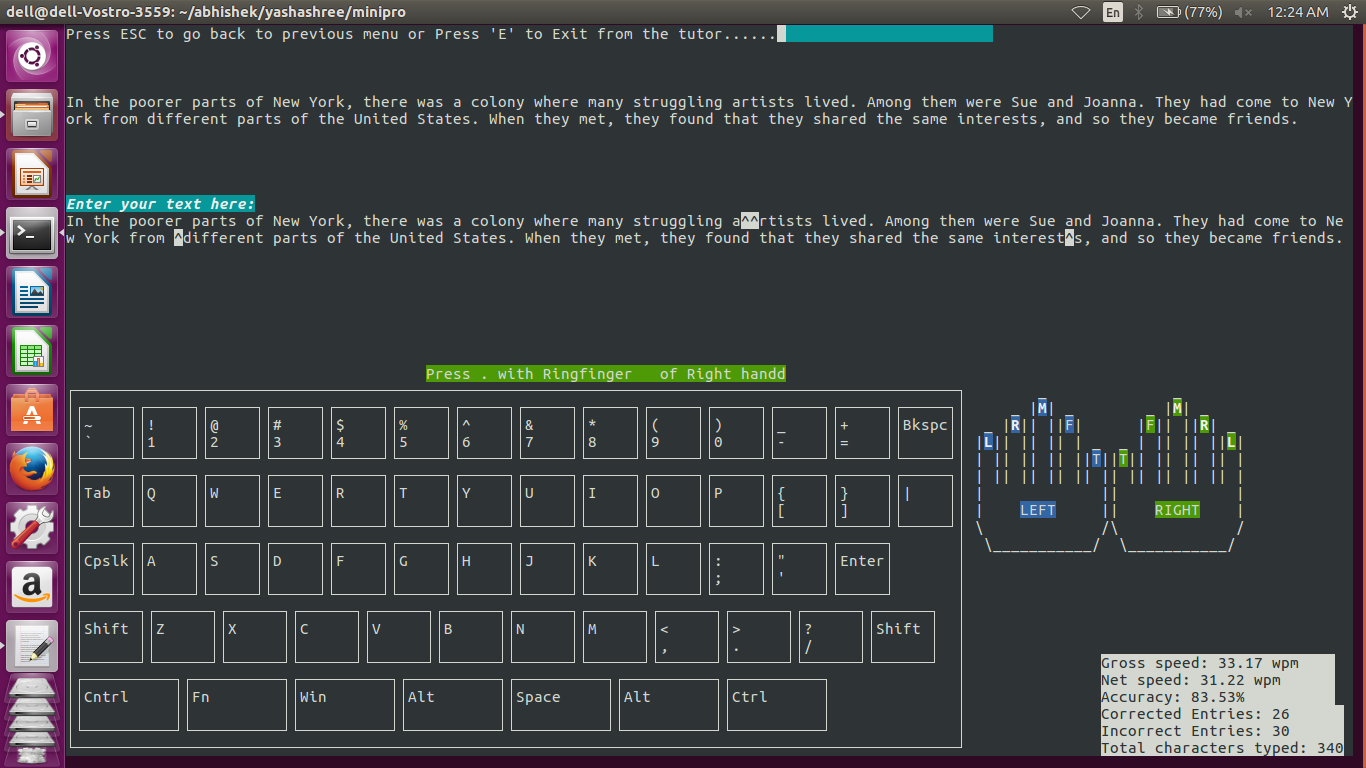 dell@dell-Vostro-3559: ~/abhishek/yashashree/minipro
En
(77%)
12:24 AM
Press ESC to go back to previous menu or Press 'E' to Exit from the tutor......
In the poorer parts of New York, there was a colony where many struggling artists lived. Among them were Sue and Joanna. They had come to New Y
ork from different parts of the United States. When they met, they found that they shared the same interests, and so they became friends.
Enter your text here:
In the poorer parts of New York, there was a colony where many struggling a^^rtists lived. Among them were Sue and Joanna. They had come to Ne
w York from ^different parts of the United States. When they met, they found that they shared the same interest^s, and so they became friends.
Press . with Ringfinger   of Right handd
~ ! @ # $ % ^ & * ( ) _ + Bkspc
` 1 2 3 4 5 6 7 8 9 0 - =
Tab Q W E R T Y U I O P { } |
[ ]
Cpslk A S D F G H J K L : " Enter
; '
Shift Z X C V B N M < > ? Shift
, . /
Cntrl Fn Win Alt Space Alt Ctrl
M M
R F F R
L L
T T
LEFT RIGHT
Gross speed: 33.17 wpm
Net speed: 31.22 wpm
Accuracy: 83.53%
Corrected Entries: 26
Incorrect Entries: 30
Total characters typed: 340